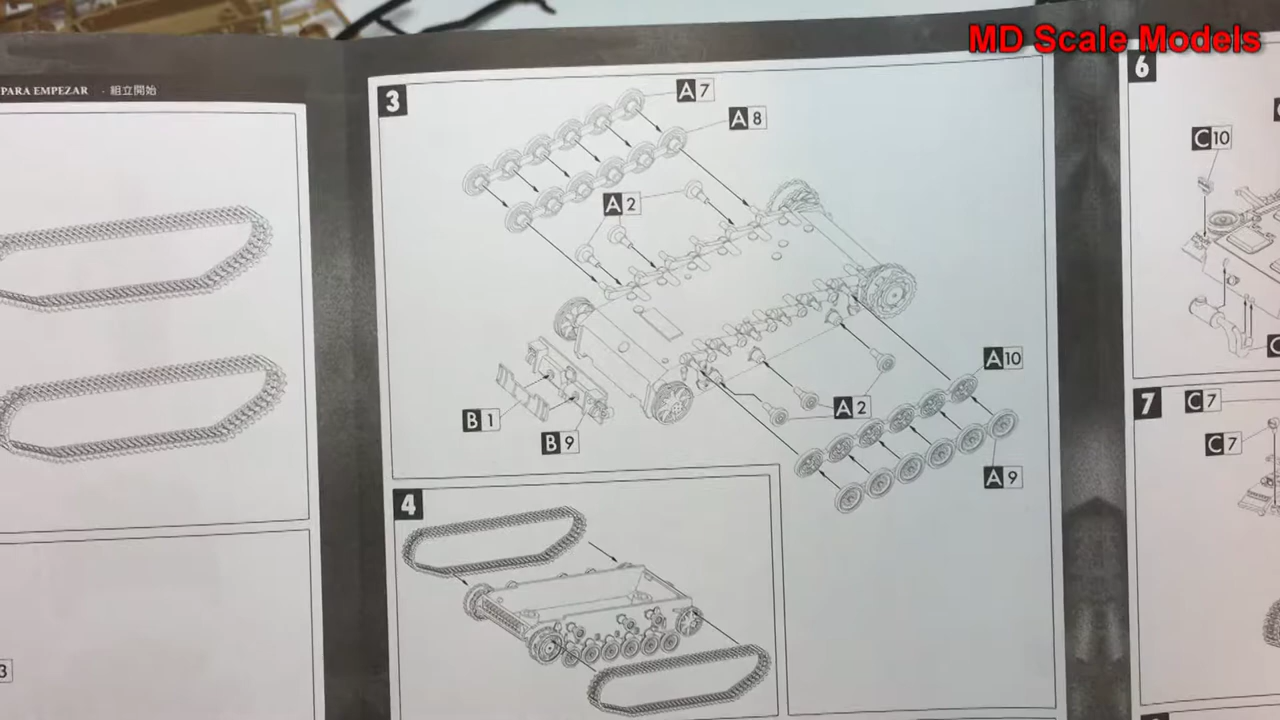 MD Scale Models
PARA EMPEZAR · 組立開始
3
3
A7
A8
A2
A2
A10
A9
B1
B9
4
6
C10
C
7
C7
C7